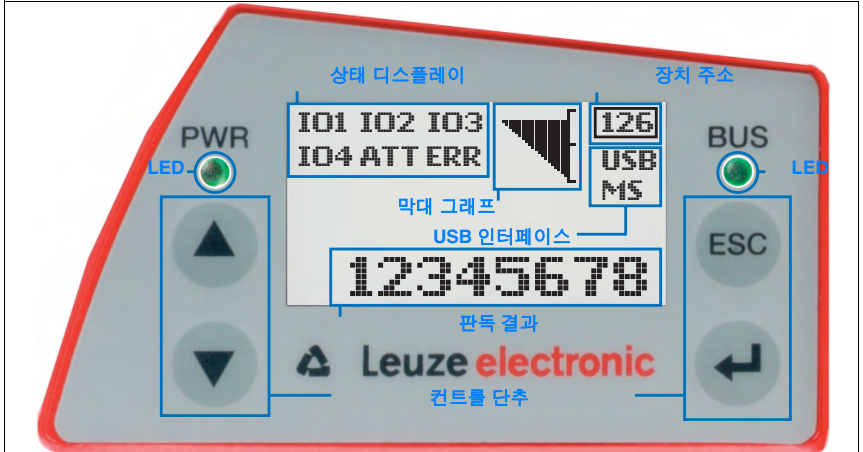 상태 디스플레이
장치 주소
PWR
IO1 IO2 IO3
126
BUS
LED
IO4 ATT ERR
USB
LED
MS
막대 그래프
USB 인터페이스
ESC
12345678
판독 결과
Leuze electronic
컨트롤 단추